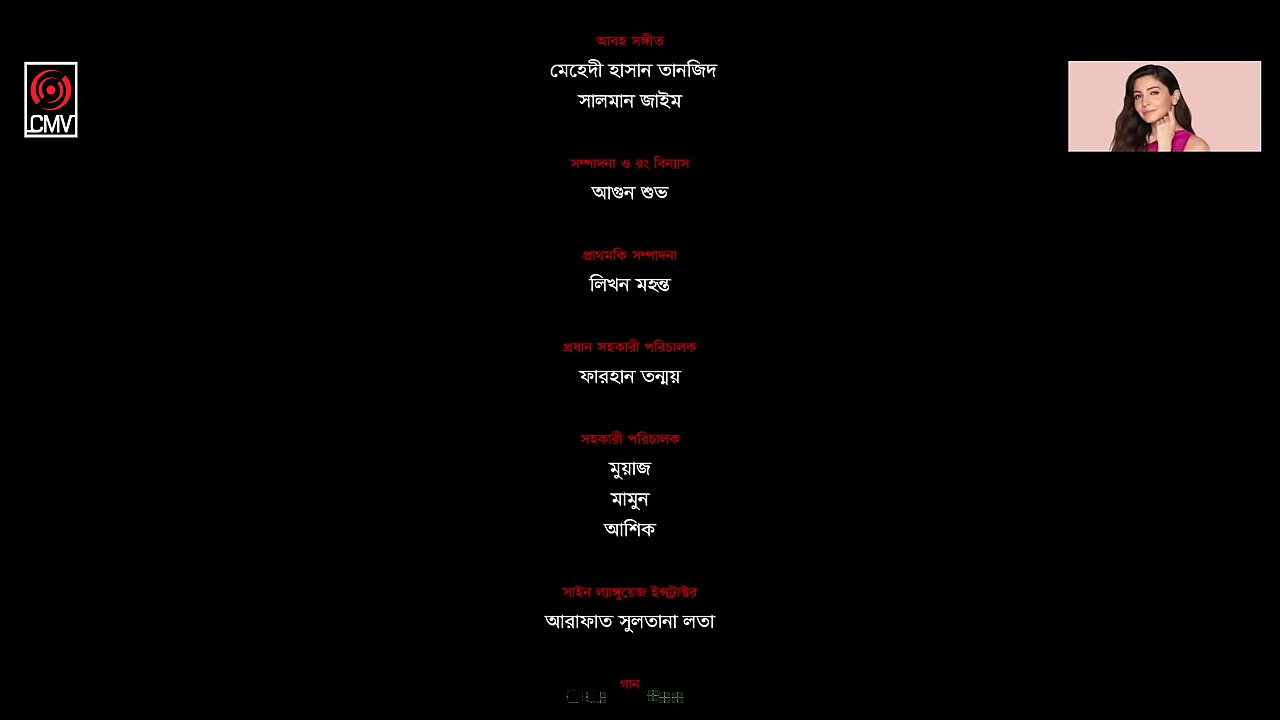 CMV
আবহ সঙ্গীত
মেহেদী হাসান তানজিদ
সালমান জাইম
সম্পাদনা ও রং বিন্যাস
আগুন শুভ
প্রাথমকি সম্পাদনা
লিখন মহন্ত
প্রধান সহকারী পরিচালক
ফারহান তন্ময়
সহকারী পরিচালক
মুয়াজ
মামুন
আশিক
সাইন ল্যাঙ্গুয়েজ ইন্সট্রাক্টর
আরাফাত সুলতানা লতা
গান